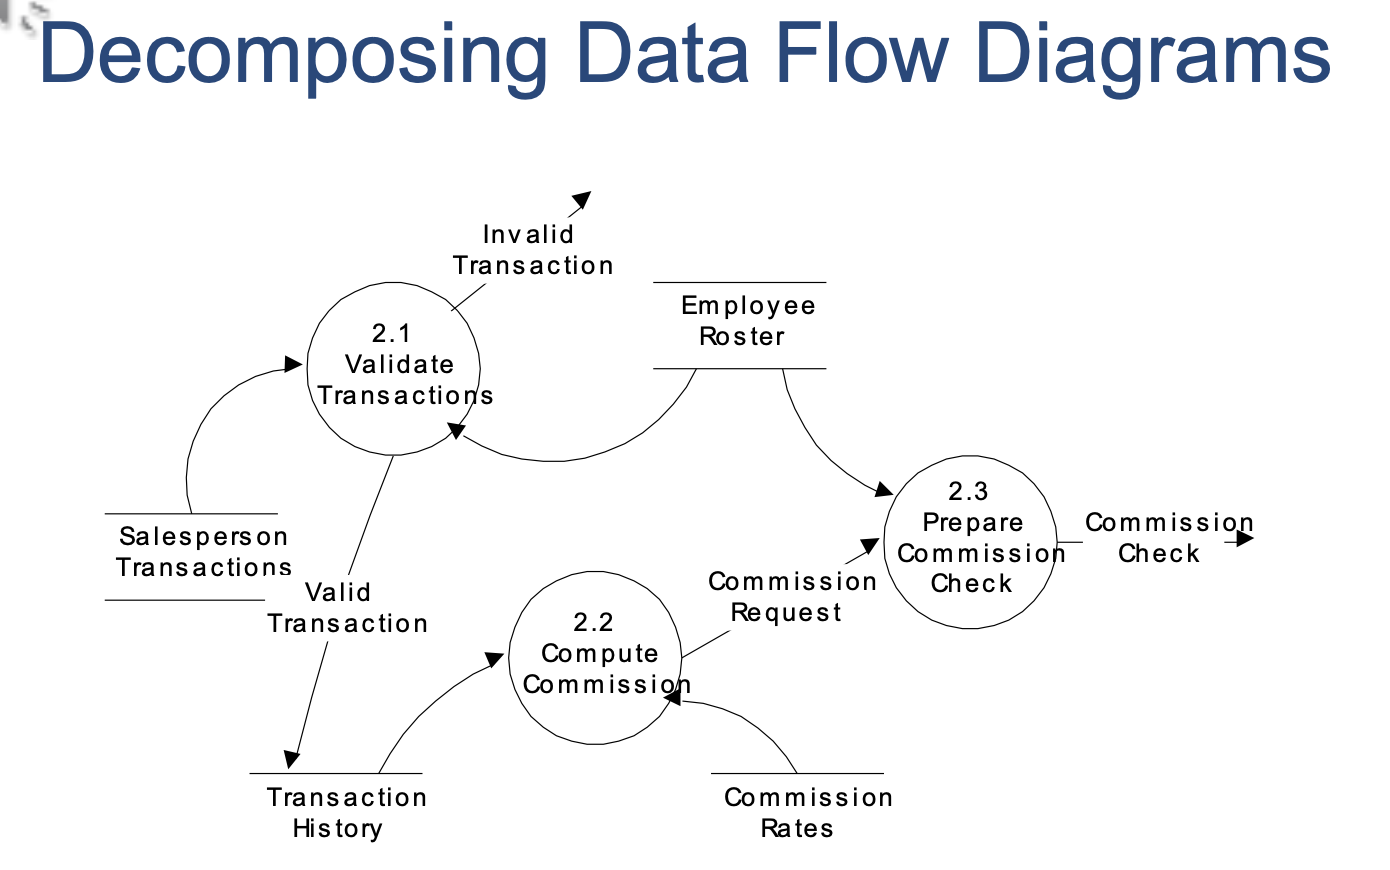 Decomposing Data Flow Diagrams
Invalid
Transaction
Employee
Roster
2.1
Validate
Transactions
2.3
Prepare
Commission
Check
Commission
Check
Salesperson
Transactions
Valid
Transaction
Commission
Request
2.2
Compute
Commission
Transaction
History
Commission
Rates